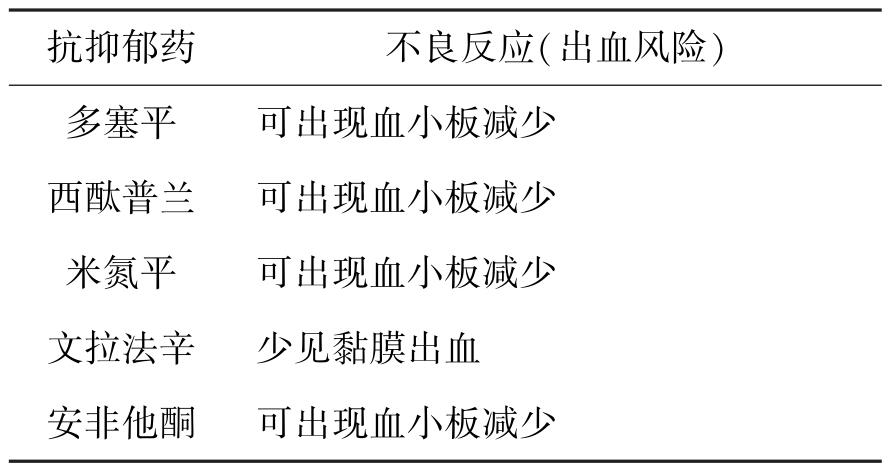 抗抑郁药 不良反应(出血风险)
多塞平 可出现血小板减少
西酞普兰 可出现血小板减少
米氮平 可出现血小板减少
文拉法辛 少见黏膜出血
安非他酮 可出现血小板减少